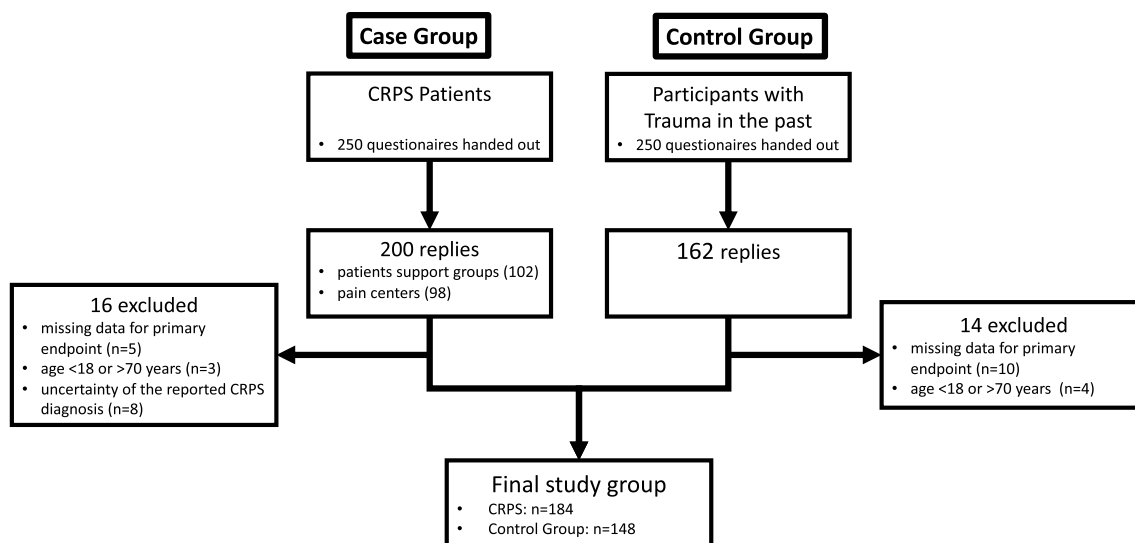 Case Group
Control Group
CRPS Patients
• 250 questionaires handed out
Participants with
Trauma in the past
• 250 questionaires handed out
200 replies
• patients support groups (102)
• pain centers (98)
162 replies
16 excluded
• missing data for primary
endpoint (n=5)
• age <18 or >70 years (n=3)
• uncertainty of the reported CRPS
diagnosis (n=8)
14 excluded
• missing data for primary
endpoint (n=10)
• age <18 or >70 years (n=4)
Final study group
• CRPS: n=184
• Control Group: n=148